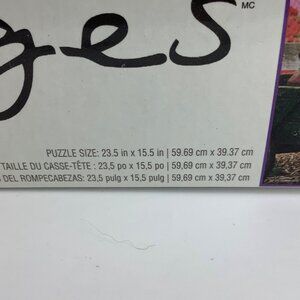 ges MC
PUZZLE SIZE: 23.5 in x 15.5 in | 59.69 cm x 39.37 cm
TAILLE DU CASSE-TÊTE : 23,5 po x 15,5 po | 59,69 cm x 39,37 cm
DEL ROMPECABEZAS: 23,5 pulg x 15,5 pulg | 59,69 cm x 39,37 cm